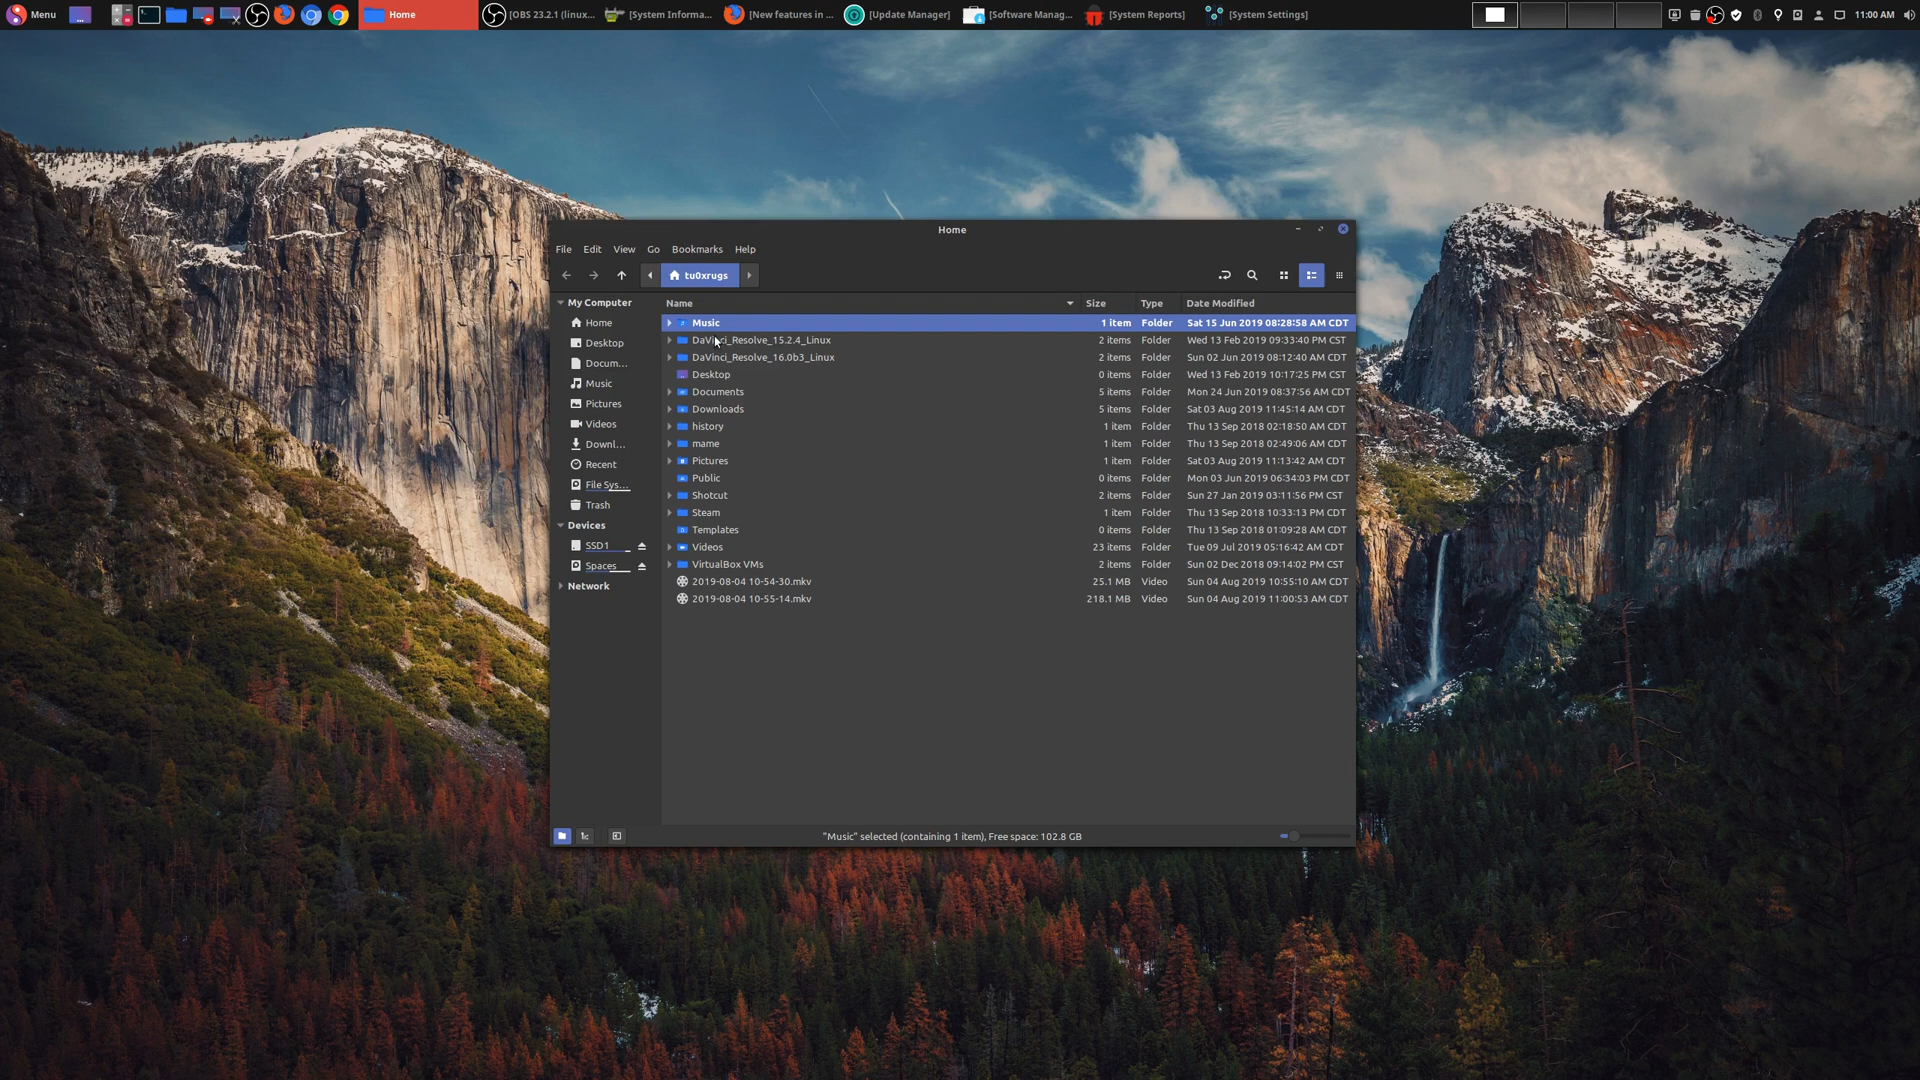 Menu Home [OBS 23.2.1 (linux... [System Informa... [New features in ... [Update Manager] [Software Manag... [System Reports] [System Settings] 11:00 AM
Home
File Edit View Go Bookmarks Help
tu0xrugs
My Computer
Home
Desktop
Docum...
Music
Pictures
Videos
Downl...
Recent
File Sys...
Trash
Devices
SSD1
Spaces
Network
Name Size Type Date Modified
Music 1 item Folder Sat 15 Jun 2019 08:28:58 AM CDT
DaVinci_Resolve_15.2.4_Linux 2 items Folder Wed 13 Feb 2019 09:33:40 PM CST
DaVinci_Resolve_16.0b3_Linux 2 items Folder Sun 02 Jun 2019 08:12:40 AM CDT
Desktop 0 items Folder Wed 13 Feb 2019 10:17:25 PM CST
Documents 5 items Folder Mon 24 Jun 2019 08:37:56 AM CDT
Downloads 5 items Folder Sat 03 Aug 2019 11:45:14 AM CDT
history 1 item Folder Thu 13 Sep 2018 02:18:50 AM CDT
mame 1 item Folder Thu 13 Sep 2018 02:49:06 AM CDT
Pictures 1 item Folder Sat 03 Aug 2019 11:13:42 AM CDT
Public 0 items Folder Mon 03 Jun 2019 06:34:03 PM CDT
Shotcut 2 items Folder Sun 27 Jan 2019 03:11:56 PM CST
Steam 1 item Folder Thu 13 Sep 2018 10:33:13 PM CDT
Templates 0 items Folder Thu 13 Sep 2018 01:09:28 AM CDT
Videos 23 items Folder Tue 09 Jul 2019 05:16:42 AM CDT
VirtualBox VMs 2 items Folder Sun 02 Dec 2018 09:14:02 PM CST
2019-08-04 10-54-30.mkv 25.1 MB Video Sun 04 Aug 2019 10:55:10 AM CDT
2019-08-04 10-55-14.mkv 218.1 MB Video Sun 04 Aug 2019 11:00:53 AM CDT
"Music" selected (containing 1 item), Free space: 102.8 GB